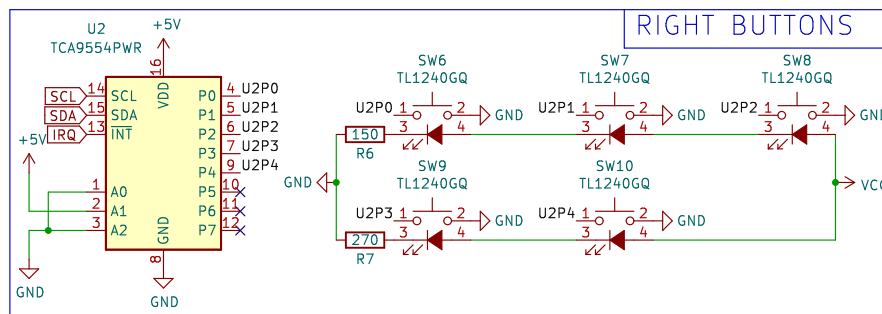 RIGHT BUTTONS
U2
TCA9554PWR
+5V
16
VDD
SCL 14 SCL
SDA 15 SDA
IRQ 13 INT
+5V
1 A0
2 A1
3 A2
GND
8
GND
GND
P0 4 U2P0
P1 5 U2P1
P2 6 U2P2
P3 7 U2P3
P4 9 U2P4
P5 10
P6 11
P7 12
SW6
TL1240GQ
U2P0 1 2 GND
3 4
SW7
TL1240GQ
U2P1 1 2 GND
3 4
SW8
TL1240GQ
U2P2 1 2 GND
3 4
150
R6
GND
SW9
TL1240GQ
U2P3 1 2 GND
3 4
SW10
TL1240GQ
U2P4 1 2 GND
3 4
270
R7
VCC